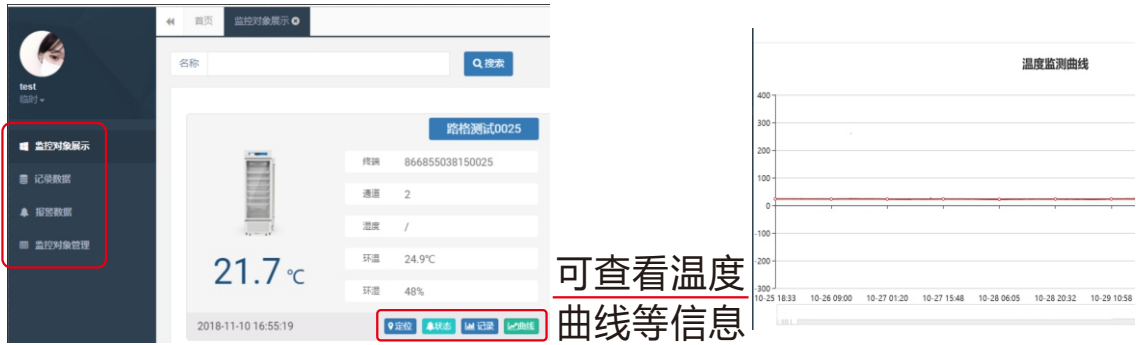 首页 监控对象展示
名称 搜索
test
临时
监控对象展示
记录数据
报警数据
监控对象管理
路格测试0025
终端 866855038150025
通道 2
湿度 /
环温 24.9℃
环湿 48%
21.7 ℃
2018-11-10 16:55:19
定位 状态 记录 曲线
可查看温度
曲线等信息
温度监测曲线
400
300
200
100
0
-100
-200
-300
10-25 18:33 10-26 09:00 10-27 01:20 10-27 15:48 10-28 06:05 10-28 20:32 10-29 10:58